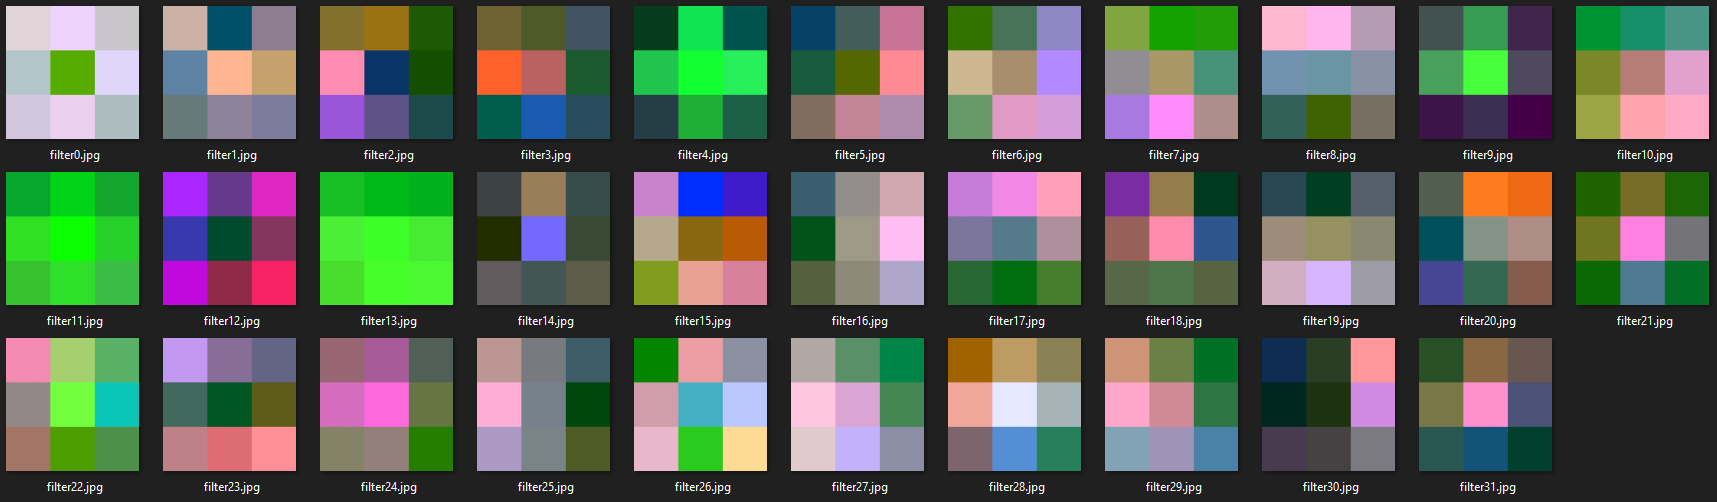 filter0.jpg filter1.jpg filter2.jpg filter3.jpg filter4.jpg filter5.jpg filter6.jpg filter7.jpg filter8.jpg filter9.jpg filter10.jpg
filter11.jpg filter12.jpg filter13.jpg filter14.jpg filter15.jpg filter16.jpg filter17.jpg filter18.jpg filter19.jpg filter20.jpg filter21.jpg
filter22.jpg filter23.jpg filter24.jpg filter25.jpg filter26.jpg filter27.jpg filter28.jpg filter29.jpg filter30.jpg filter31.jpg